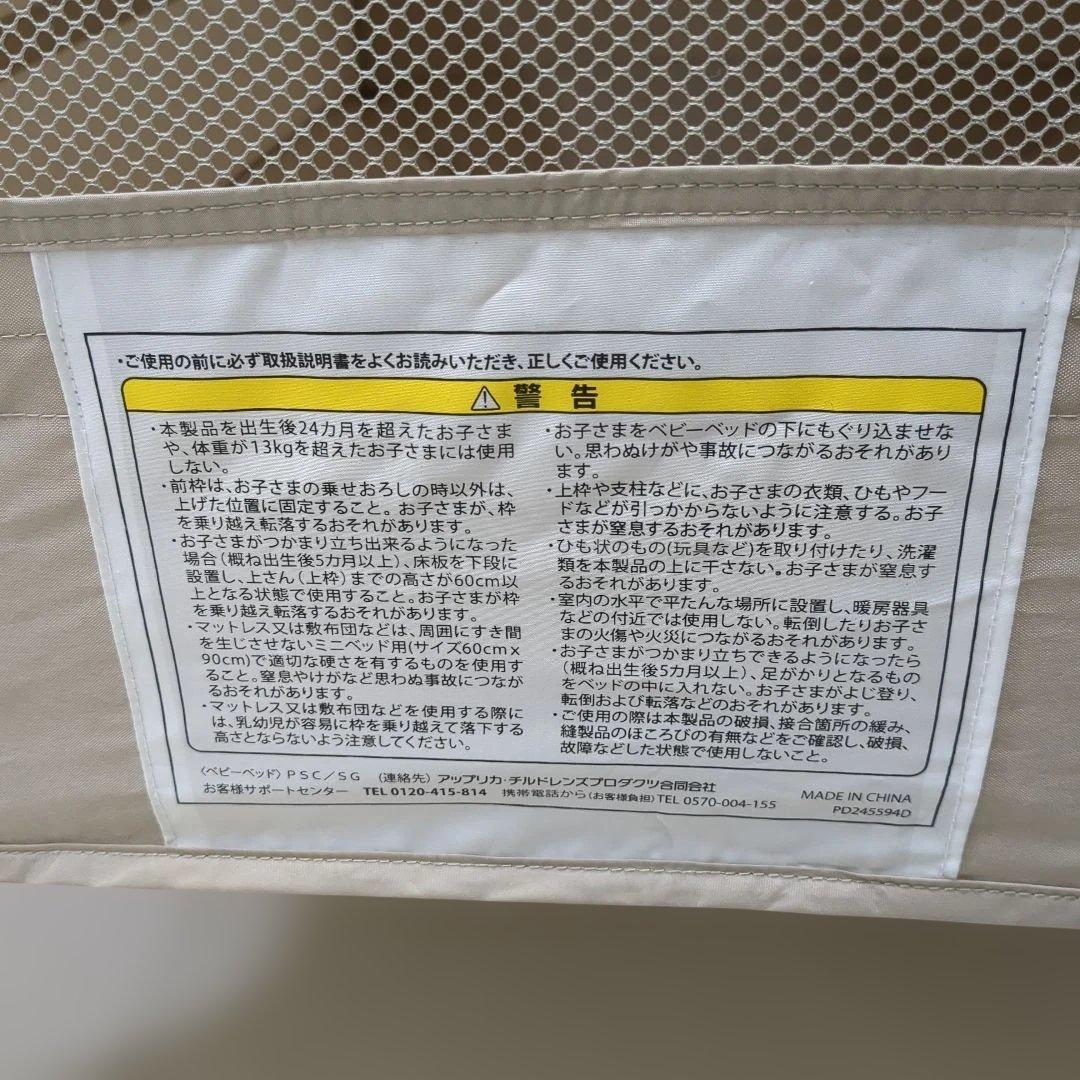 ・ご使用の前に必ず取扱説明書をよくお読みいただき、正しくご使用ください。
⚠ 警 告
・本製品を出生後24カ月を超えたお子さま
や、体重が13kgを超えたお子さまには使用
しない。
・前枠は、お子さまの乗せおろしの時以外は、
上げた位置に固定すること。お子さまが、枠
を乗り越え転落するおそれがあります。
・お子さまがつかまり立ち出来るようになった
場合（概ね出生後5カ月以上）、床板を下段に
設置し、上さん（上枠）までの高さが60cm以
上となる状態で使用すること。お子さまが枠
を乗り越え転落するおそれがあります。
・マットレス又は敷布団などは、周囲にすき間
を生じさせないミニベッド用(サイズ60cm×
90cm)で適切な硬さを有するものを使用す
ること。窒息やけがなど思わぬ事故につなが
るおそれがあります。
・マットレス又は敷布団などを使用する際に
は、乳幼児が容易に枠を乗り越えて落下する
高さとならないよう注意してください。
・お子さまをベビーベッドの下にもぐり込ませな
い。思わぬけがや事故につながるおそれがあり
ます。
・上枠や支柱などに、お子さまの衣類、ひもやフー
ドなどが引っかからないように注意する。お子
さまが窒息するおそれがあります。
・ひも状のもの(玩具など)を取り付けたり、洗濯
類を本製品の上に干さない。お子さまが窒息す
るおそれがあります。
・室内の水平で平たんな場所に設置し、暖房器具
などの付近では使用しない。転倒したりお子さ
まの火傷や火災につながるおそれがあります。
・お子さまがつかまり立ちできるようになったら
（概ね出生後5カ月以上）、足がかりとなるもの
をベッドの中に入れない。お子さまがよじ登り、
転倒および転落などのおそれがあります。
・ご使用の際は本製品の破損、接合箇所の緩み、
縫製品のほころびの有無などをご確認し、破損、
故障などした状態で使用しないこと。
〈ベビーベッド〉PSC／SG （連絡先）アップリカ・チルドレンズプロダクツ合同会社
お客様サポートセンター TEL 0120-415-814 携帯電話から（お客様負担）TEL 0570-004-155
MADE IN CHINA
PD245594D